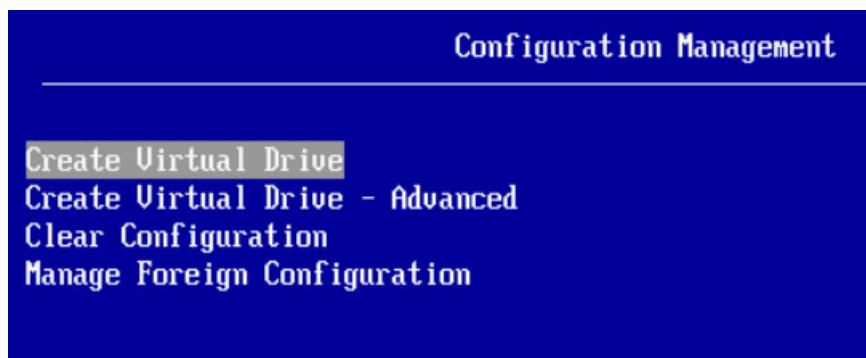 Configuration Management
Create Virtual Drive
Create Virtual Drive - Advanced
Clear Configuration
Manage Foreign Configuration